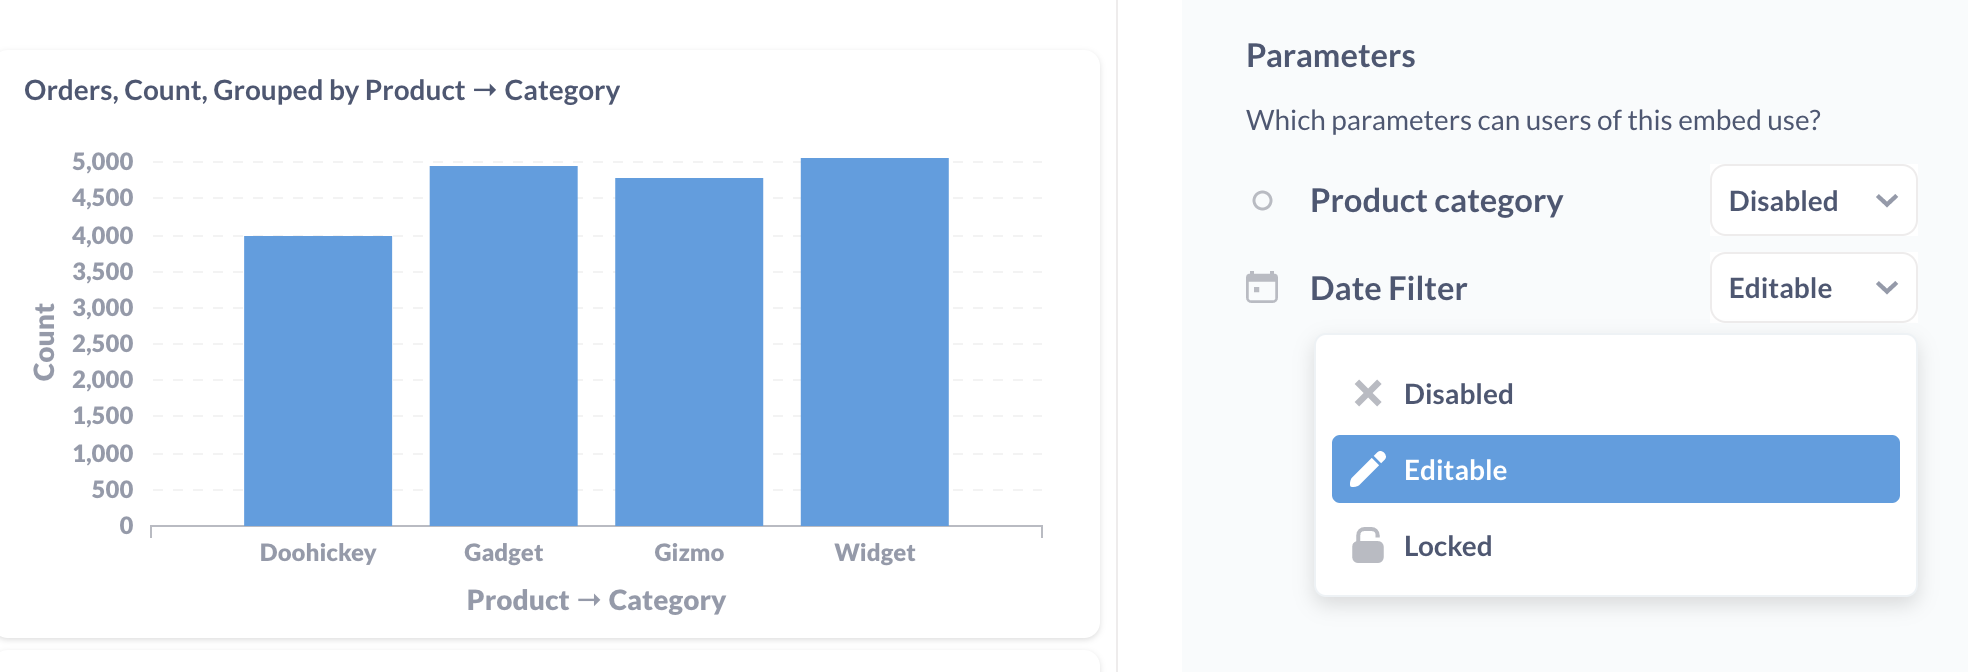 Orders, Count, Grouped by Product → Category
5,000
4,500
4,000
3,500
3,000
2,500
2,000
1,500
1,000
500
0
Count
Doohickey Gadget Gizmo Widget
Product → Category
Parameters
Which parameters can users of this embed use?
Product category Disabled
Date Filter Editable
Disabled
Editable
Locked